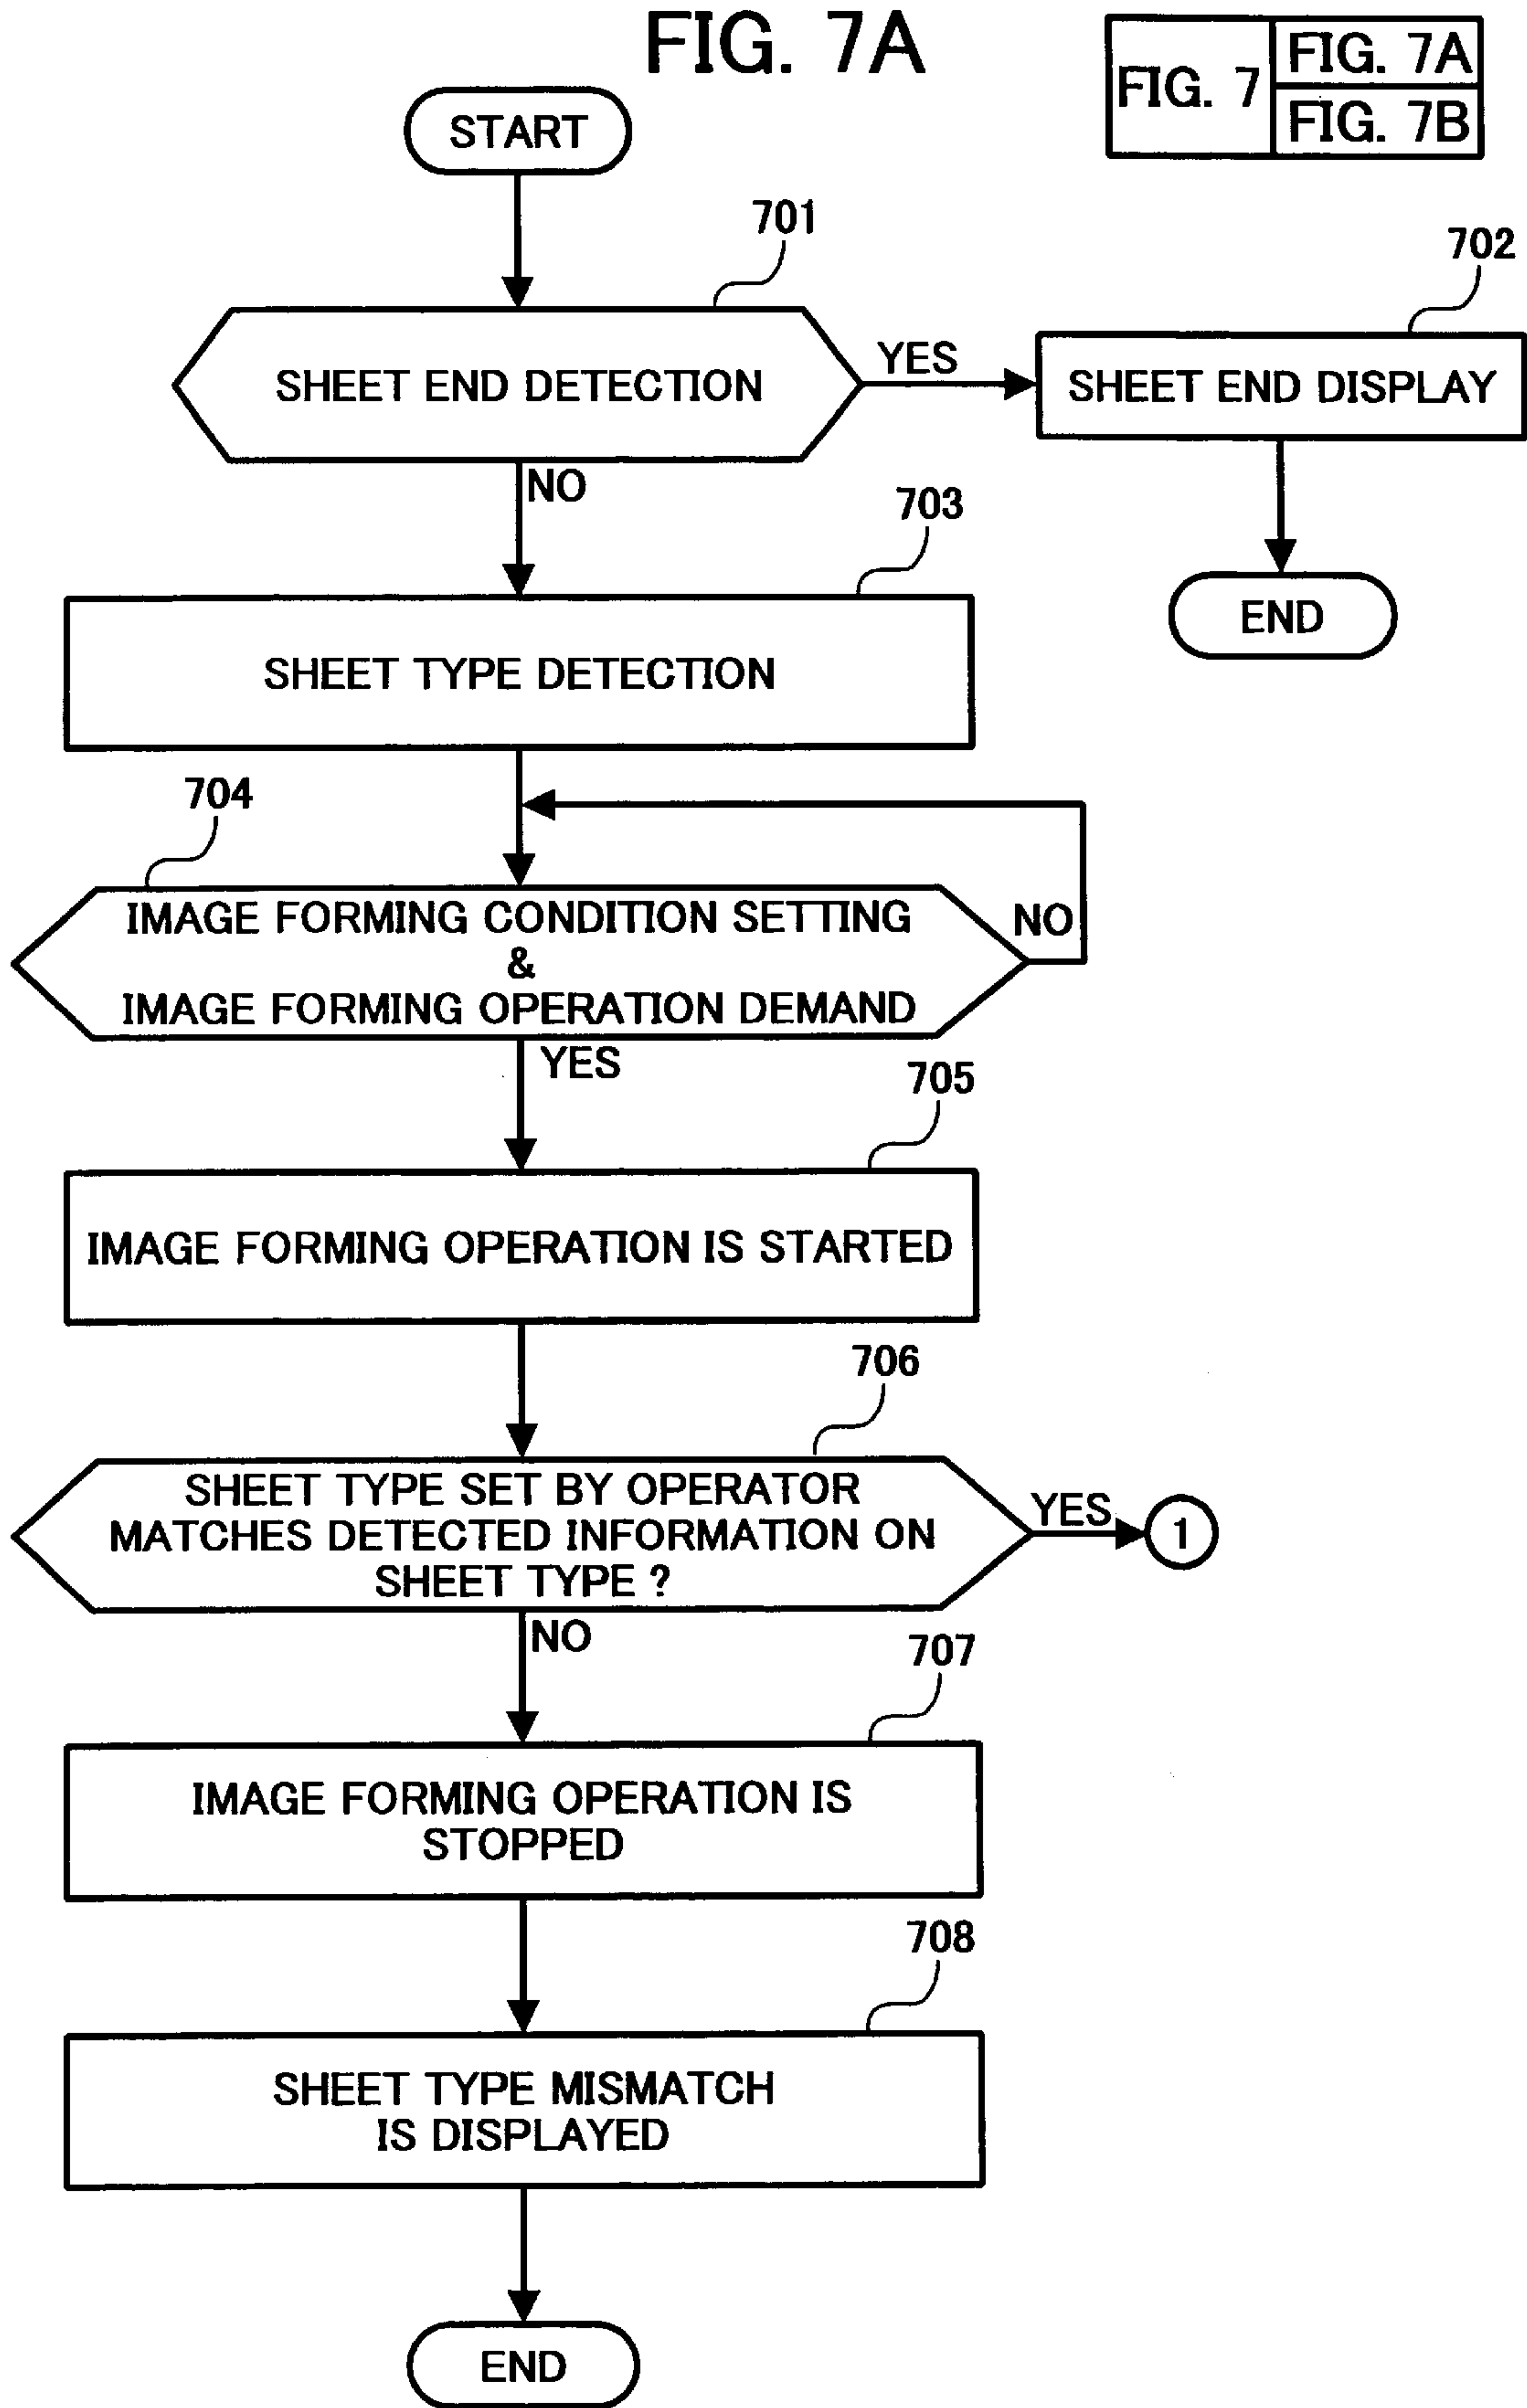 FIG. 7A
FIG. 7
FIG. 7A
FIG. 7B
START
701
SHEET END DETECTION
YES
702
SHEET END DISPLAY
END
NO
703
SHEET TYPE DETECTION
704
IMAGE FORMING CONDITION SETTING
&
IMAGE FORMING OPERATION DEMAND
NO
YES
705
IMAGE FORMING OPERATION IS STARTED
706
SHEET TYPE SET BY OPERATOR
MATCHES DETECTED INFORMATION ON
SHEET TYPE ?
YES
1
NO
707
IMAGE FORMING OPERATION IS
STOPPED
708
SHEET TYPE MISMATCH
IS DISPLAYED
END